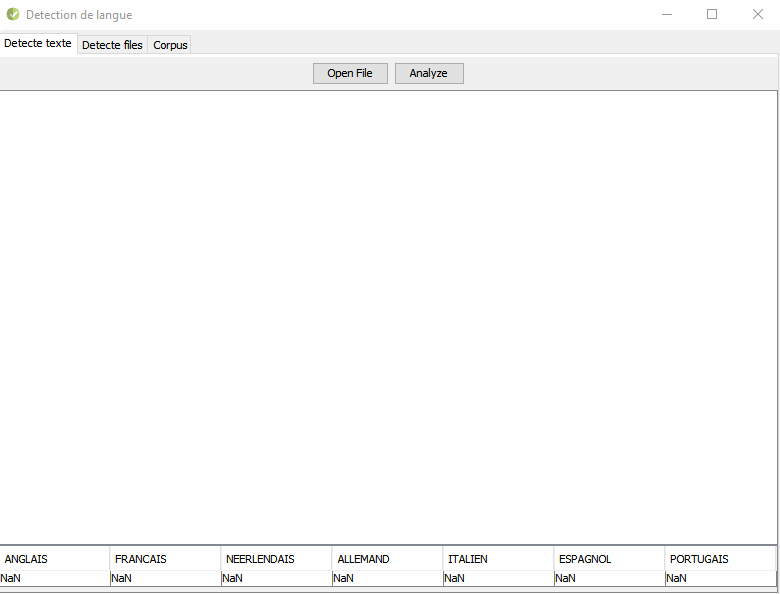 Detection de langue
Detecte texte Detecte files Corpus
Open File Analyze
ANGLAIS FRANCAIS NEERLENDAIS ALLEMAND ITALIEN ESPAGNOL PORTUGAIS
NaN NaN NaN NaN NaN NaN NaN